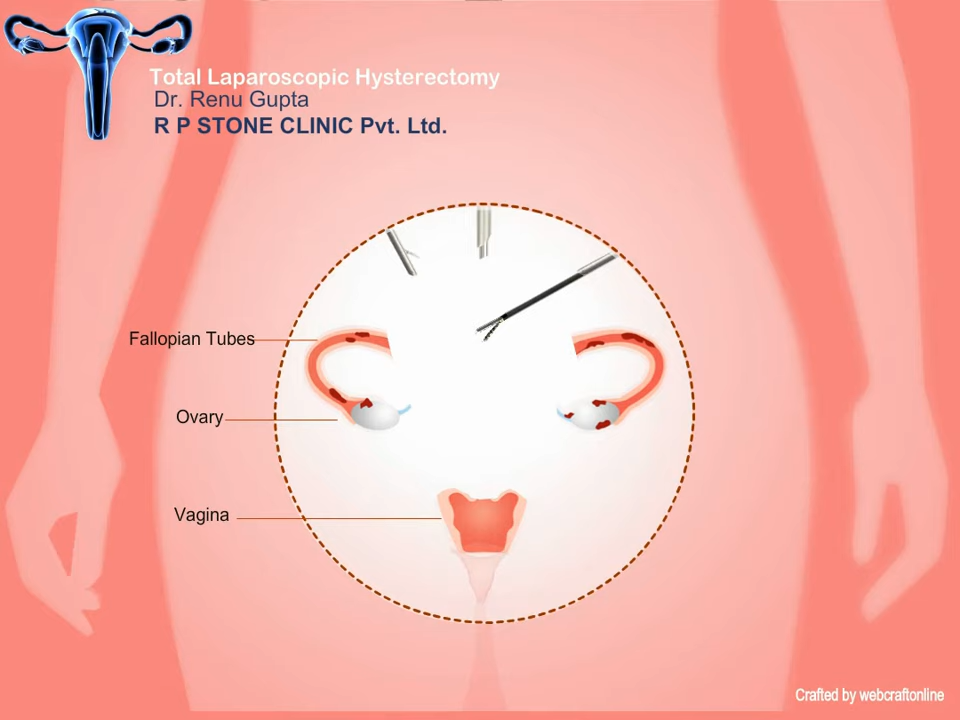 Total Laparoscopic Hysterectomy
Dr. Renu Gupta
R P STONE CLINIC Pvt. Ltd.
Fallopian Tubes
Ovary
Vagina
Crafted by webcraftonline